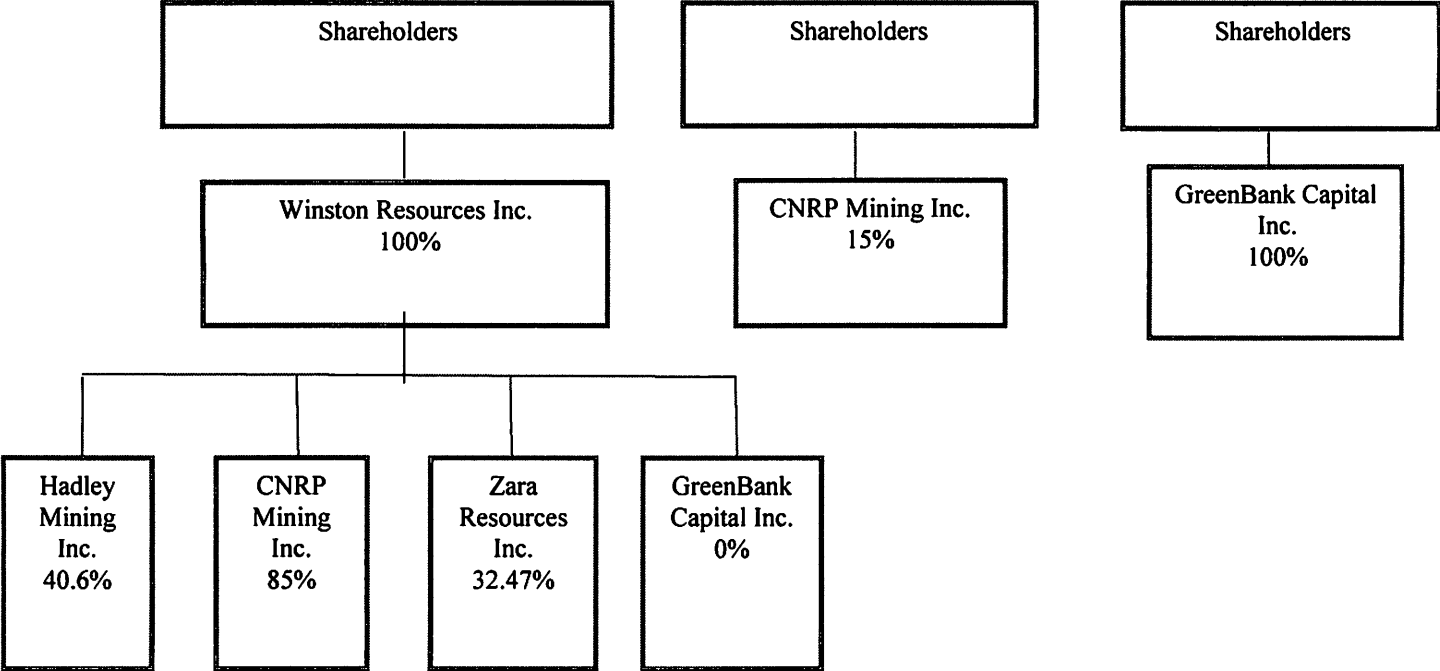 Shareholders
Shareholders
Shareholders
Winston Resources Inc.
100%
CNRP Mining Inc.
15%
GreenBank Capital
Inc.
100%
Hadley
Mining
Inc.
40.6%
CNRP
Mining
Inc.
85%
Zara
Resources
Inc.
32.47%
GreenBank
Capital Inc.
0%